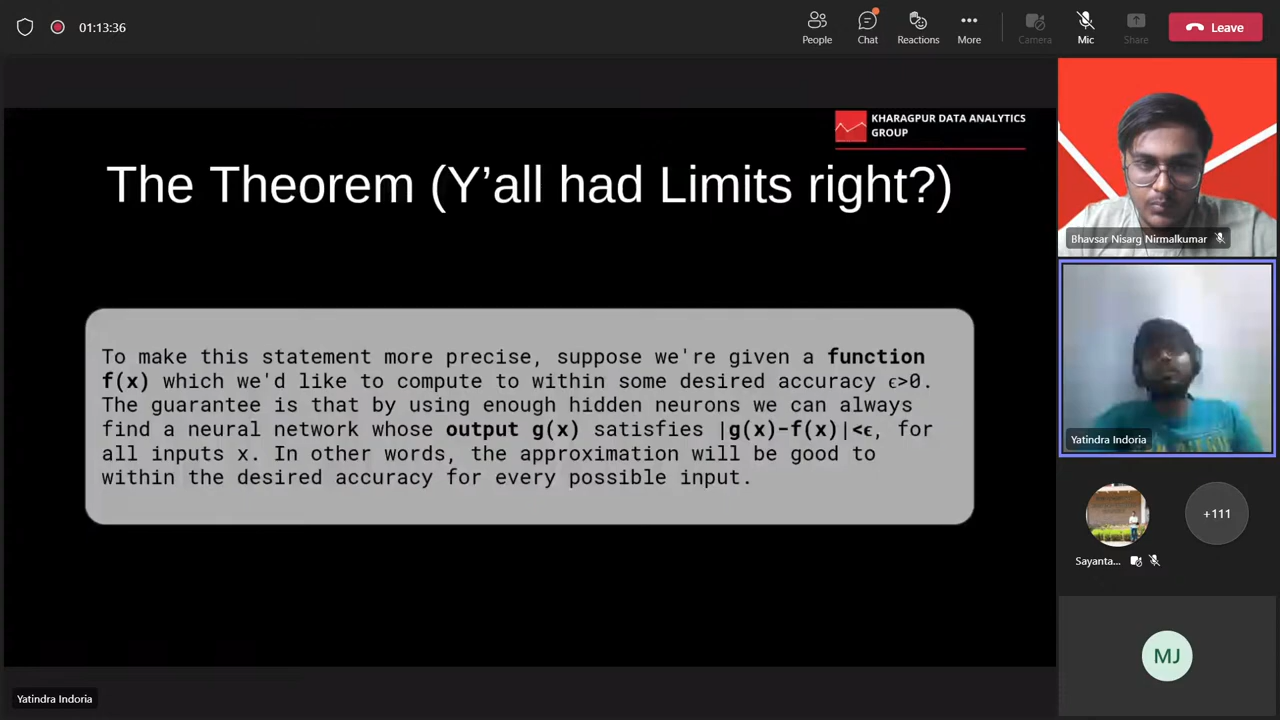 01:13:36
People
Chat
Reactions
More
Camera
Mic
Share
Leave
KHARAGPUR DATA ANALYTICS
GROUP
The Theorem (Y’all had Limits right?)
To make this statement more precise, suppose we're given a function
f(x) which we'd like to compute to within some desired accuracy ϵ>0.
The guarantee is that by using enough hidden neurons we can always
find a neural network whose output g(x) satisfies |g(x)−f(x)|<ϵ, for
all inputs x. In other words, the approximation will be good to
within the desired accuracy for every possible input.
Bhavsar Nisarg Nirmalkumar
Yatindra Indoria
+111
Sayanta...
MJ
Yatindra Indoria